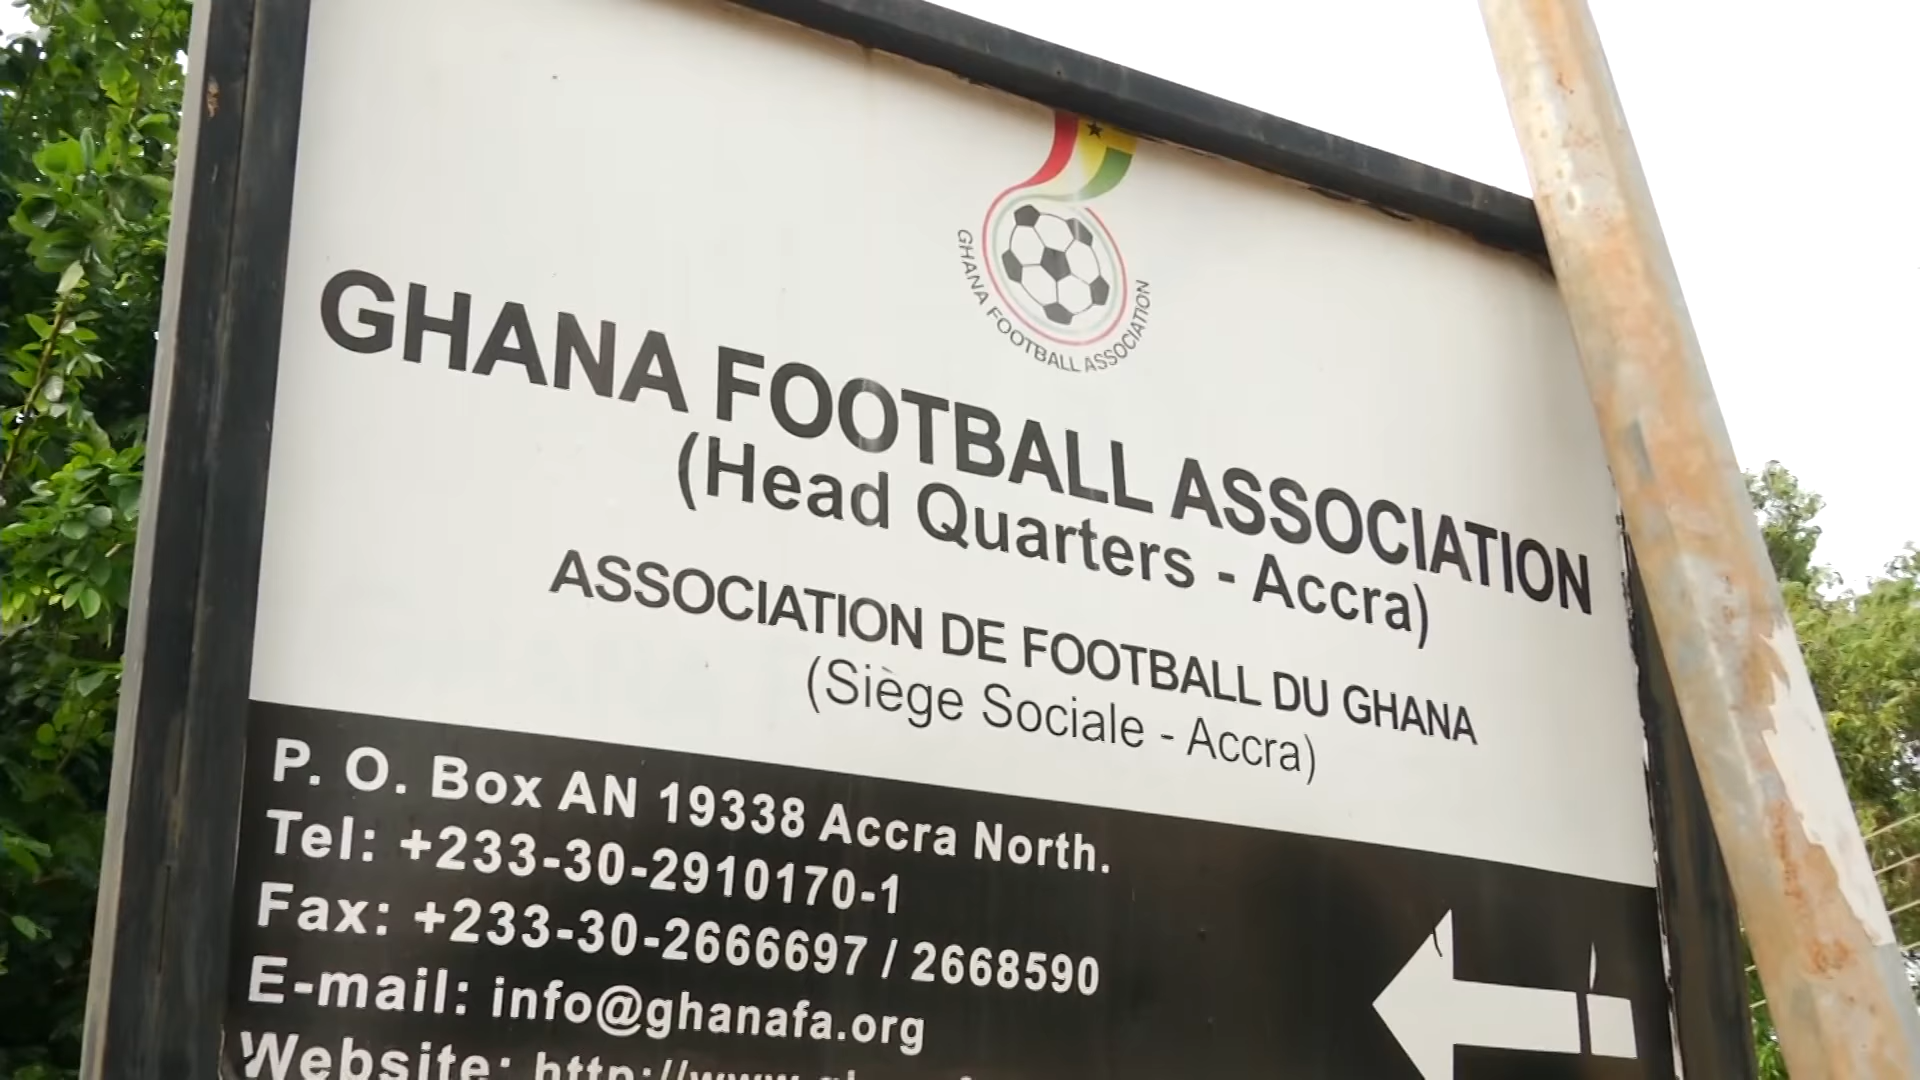 GHANA FOOTBALL ASSOCIATION
GHANA FOOTBALL ASSOCIATION
(Head Quarters - Accra)
ASSOCIATION DE FOOTBALL DU GHANA
(Siège Sociale - Accra)
P. O. Box AN 19338 Accra North.
Tel: +233-30-2910170-1
Fax: +233-30-2666697 / 2668590
E-mail: info@ghanafa.org
Website: